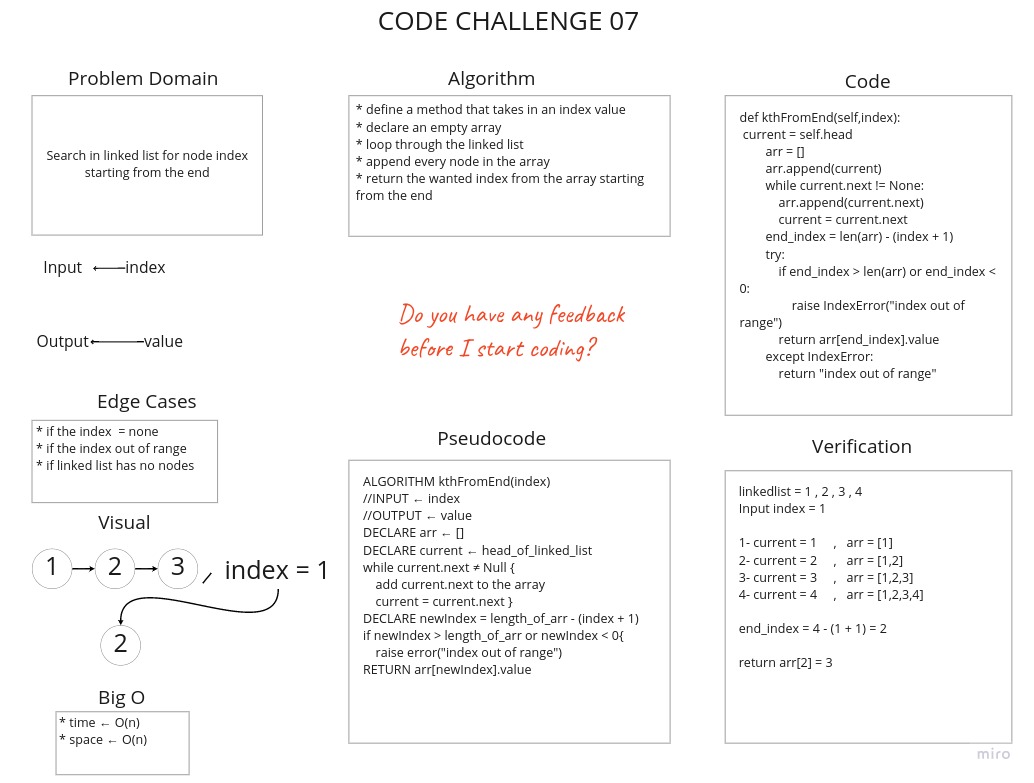 CODE CHALLENGE 07
Problem Domain
Search in linked list for node index
starting from the end
Input ← index
Output ← value
Edge Cases
* if the index  = none
* if the index out of range
* if linked list has no nodes
Visual
1 → 2 → 3 / index = 1
2
Big O
* time ← O(n)
* space ← O(n)
Algorithm
* define a method that takes in an index value
* declare an empty array
* loop through the linked list
* append every node in the array
* return the wanted index from the array starting
from the end
Do you have any feedback
before I start coding?
Pseudocode
ALGORITHM kthFromEnd(index)
//INPUT ← index
//OUTPUT ← value
DECLARE arr ← []
DECLARE current ← head_of_linked_list
while current.next ≠ Null {
    add current.next to the array
    current = current.next }
DECLARE newIndex = length_of_arr - (index + 1)
if newIndex > length_of_arr or newIndex < 0{
    raise error("index out of range")
RETURN arr[newIndex].value
Code
def kthFromEnd(self,index):
 current = self.head
        arr = []
        arr.append(current)
        while current.next != None:
            arr.append(current.next)
            current = current.next
        end_index = len(arr) - (index + 1)
        try:
            if end_index > len(arr) or end_index <
0:
                raise IndexError("index out of
range")
            return arr[end_index].value
        except IndexError:
            return "index out of range"
Verification
linkedlist = 1 , 2 , 3 , 4
Input index = 1
1- current = 1    ,   arr = [1]
2- current = 2    ,   arr = [1,2]
3- current = 3    ,   arr = [1,2,3]
4- current = 4    ,   arr = [1,2,3,4]
end_index = 4 - (1 + 1) = 2
return arr[2] = 3
miro